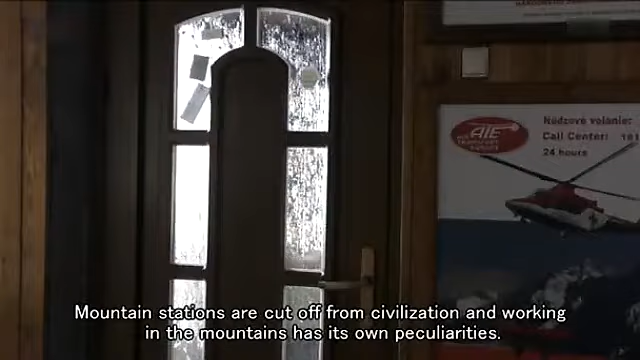 ATE
Núdzové volanie:
Call Center:
24 hours
Mountain stations are cut off from civilization and working
in the mountains has its own peculiarities.